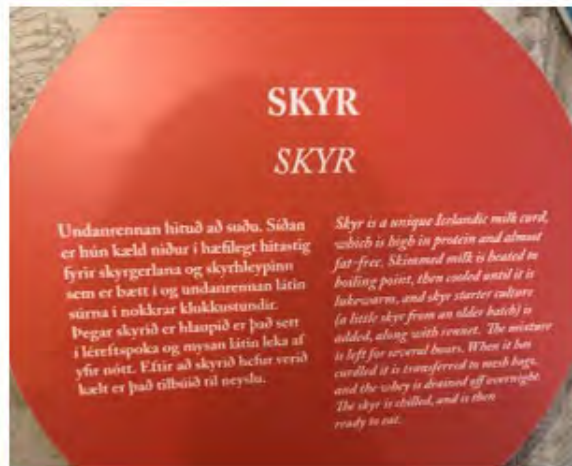 SKYR
SKYR
Undanrennan hituð að suðu. Síðan
er hún kæld niður í hæfilegt hitastig
fyrir skyrgerlana og skyrhleypinn
sem er bætt í og undanrennan látin
súrna í nokkrar klukkustundir.
Þegar skyrið er hlaupið er það sett
í léreftspoka og mysan látin leka af
yfir nótt. Eftir að skyrið hefur verið
kælt er það tilbúið til neyslu.
Skyr is a unique Icelandic milk curd,
which is high in protein and almost
fat-free. Skimmed milk is heated to
boiling point, then cooled until it is
lukewarm, and skyr starter culture
(a little skyr from an older batch) is
added, along with rennet. The mixture
is left for several hours. When it has
curdled it is transferred to mesh bags,
and the whey is drained off overnight.
The skyr is chilled, and is then
ready to eat.